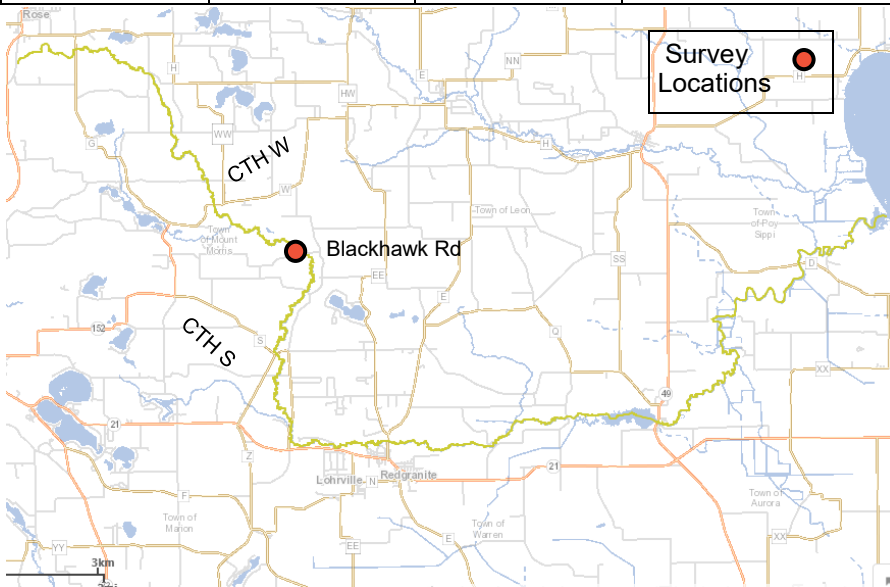 Rose
Survey
Locations
H
H
E
NN
HW
WW
G
H
CTH W
W
Town of Leon
Town
of Poy
Sippi
Town
of Mount
Morris
Blackhawk Rd
EE
SS
D
E
152
CTH S
S
Q
XX
49
21
Z
21
Lohrville
N
Redgranite
F
Town of
Marion
Town of
Warren
Town of
Aurora
E
XX
YY
EE
3km